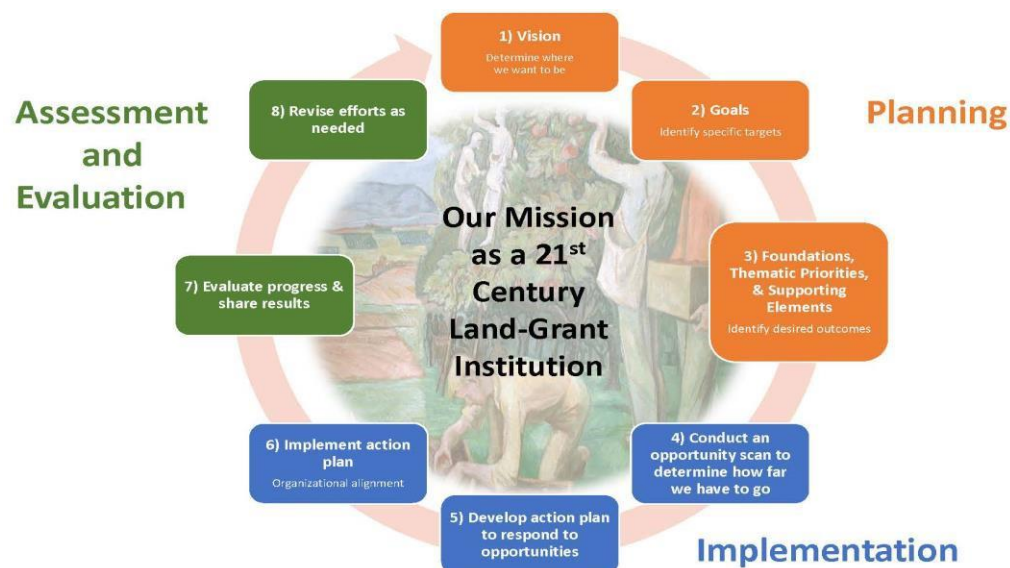 1) Vision
Determine where
we want to be
2) Goals
Identify specific targets
Planning
3) Foundations,
Thematic Priorities,
& Supporting
Elements
Identify desired outcomes
4) Conduct an
opportunity scan to
determine how far
we have to go
Implementation
5) Develop action plan
to respond to
opportunities
6) Implement action
plan
Organizational alignment
7) Evaluate progress &
share results
8) Revise efforts as
needed
Assessment
and
Evaluation
Our Mission
as a 21st
Century
Land-Grant
Institution